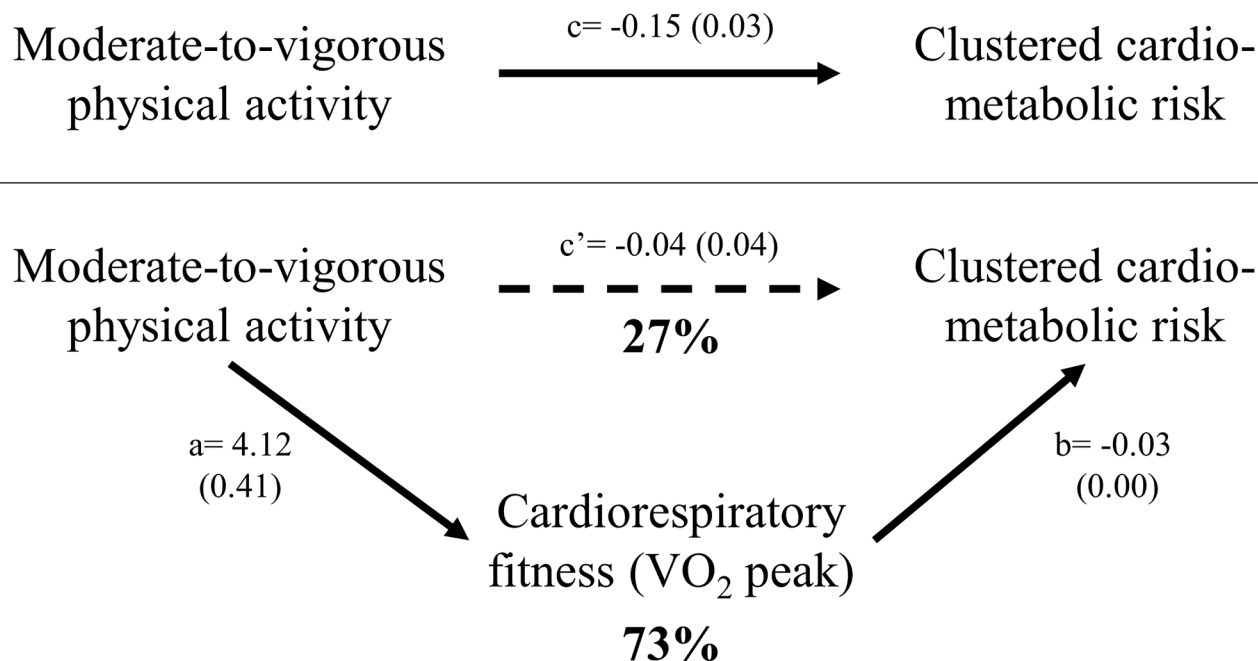 c= -0.15 (0.03)
Moderate-to-vigorous
physical activity
Clustered cardio-
metabolic risk
c’= -0.04 (0.04)
Moderate-to-vigorous
physical activity
27%
Clustered cardio-
metabolic risk
a= 4.12
(0.41)
b= -0.03
(0.00)
Cardiorespiratory
fitness (VO₂ peak)
73%